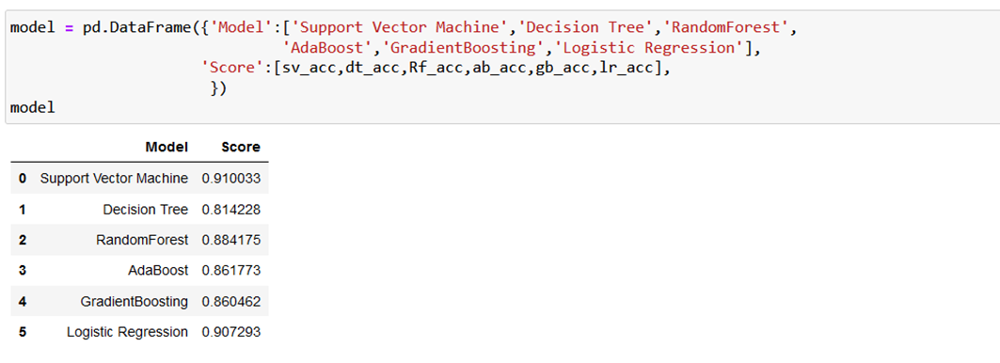 model = pd.DataFrame({'Model':['Support Vector Machine','Decision Tree','RandomForest',
'AdaBoost','GradientBoosting','Logistic Regression'],
'Score':[sv_acc,dt_acc,Rf_acc,ab_acc,gb_acc,lr_acc],
})
model
Model Score
0 Support Vector Machine 0.910033
1 Decision Tree 0.814228
2 RandomForest 0.884175
3 AdaBoost 0.861773
4 GradientBoosting 0.860462
5 Logistic Regression 0.907293